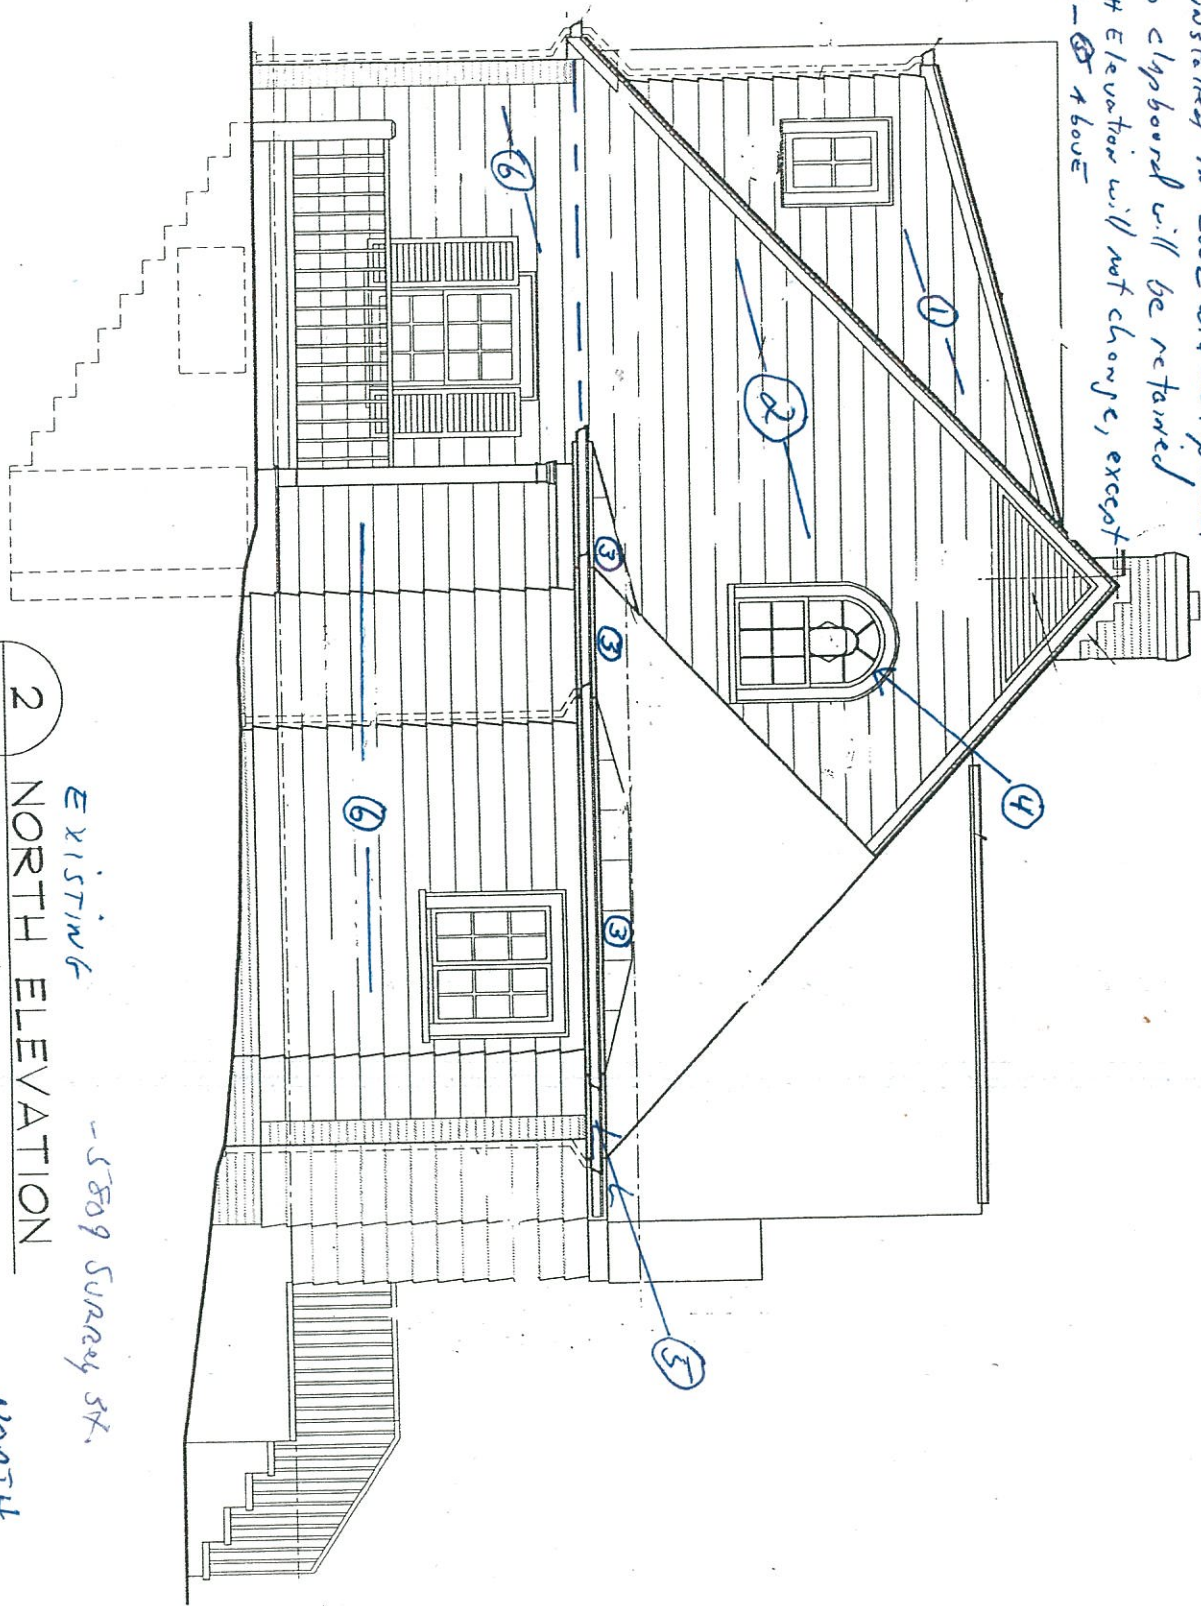 clapboard will be retained
Elevation will not change, except
above
①
②
③
③
③
④
⑤
⑥
⑥
EXISTING
2 NORTH ELEVATION
-5809 SURREY ST.
NORTH